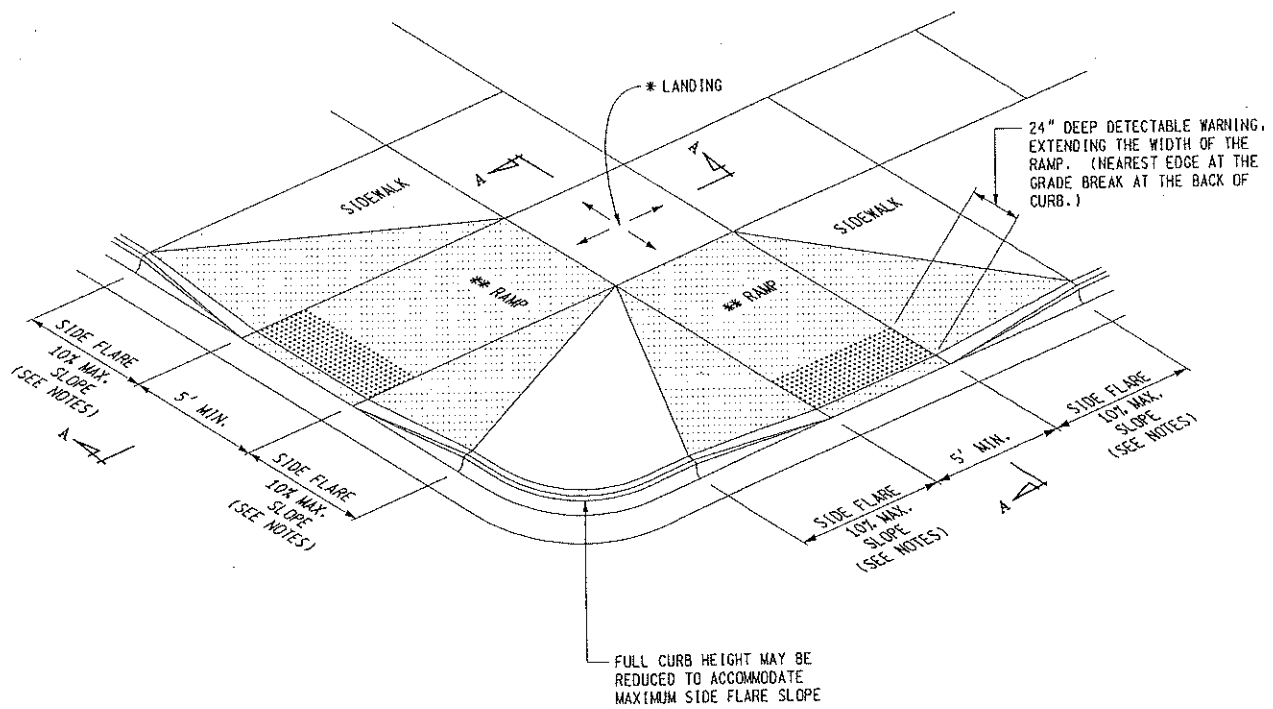 * LANDING
24" DEEP DETECTABLE WARNING,
EXTENDING THE WIDTH OF THE
RAMP. (NEAREST EDGE AT THE
GRADE BREAK AT THE BACK OF
CURB.)
A
A
SIDEWALK
SIDEWALK
** RAMP
** RAMP
SIDE FLARE
10% MAX.
SLOPE
(SEE NOTES)
5' MIN.
A
SIDE FLARE
10% MAX.
SLOPE
(SEE NOTES)
SIDE FLARE
10% MAX.
SLOPE
(SEE NOTES)
5' MIN.
A
SIDE FLARE
10% MAX.
SLOPE
(SEE NOTES)
FULL CURB HEIGHT MAY BE
REDUCED TO ACCOMMODATE
MAXIMUM SIDE FLARE SLOPE